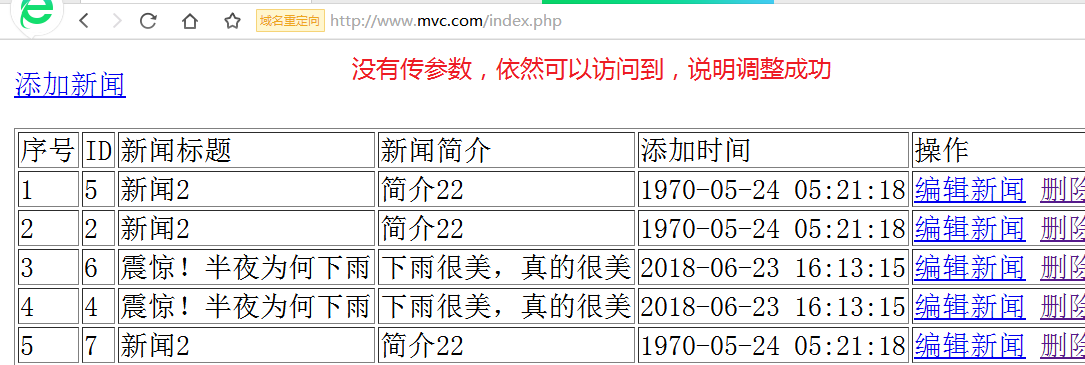 域名重定向 http://www.mvc.com/index.php
没有传参数，依然可以访问到，说明调整成功
添加新闻
序号 ID 新闻标题 新闻简介 添加时间 操作
1 5 新闻2 简介22 1970-05-24 05:21:18 编辑新闻 删除
2 2 新闻2 简介22 1970-05-24 05:21:18 编辑新闻 删除
3 6 震惊！半夜为何下雨 下雨很美，真的很美 2018-06-23 16:13:15 编辑新闻 删除
4 4 震惊！半夜为何下雨 下雨很美，真的很美 2018-06-23 16:13:15 编辑新闻 删除
5 7 新闻2 简介22 1970-05-24 05:21:18 编辑新闻 删除